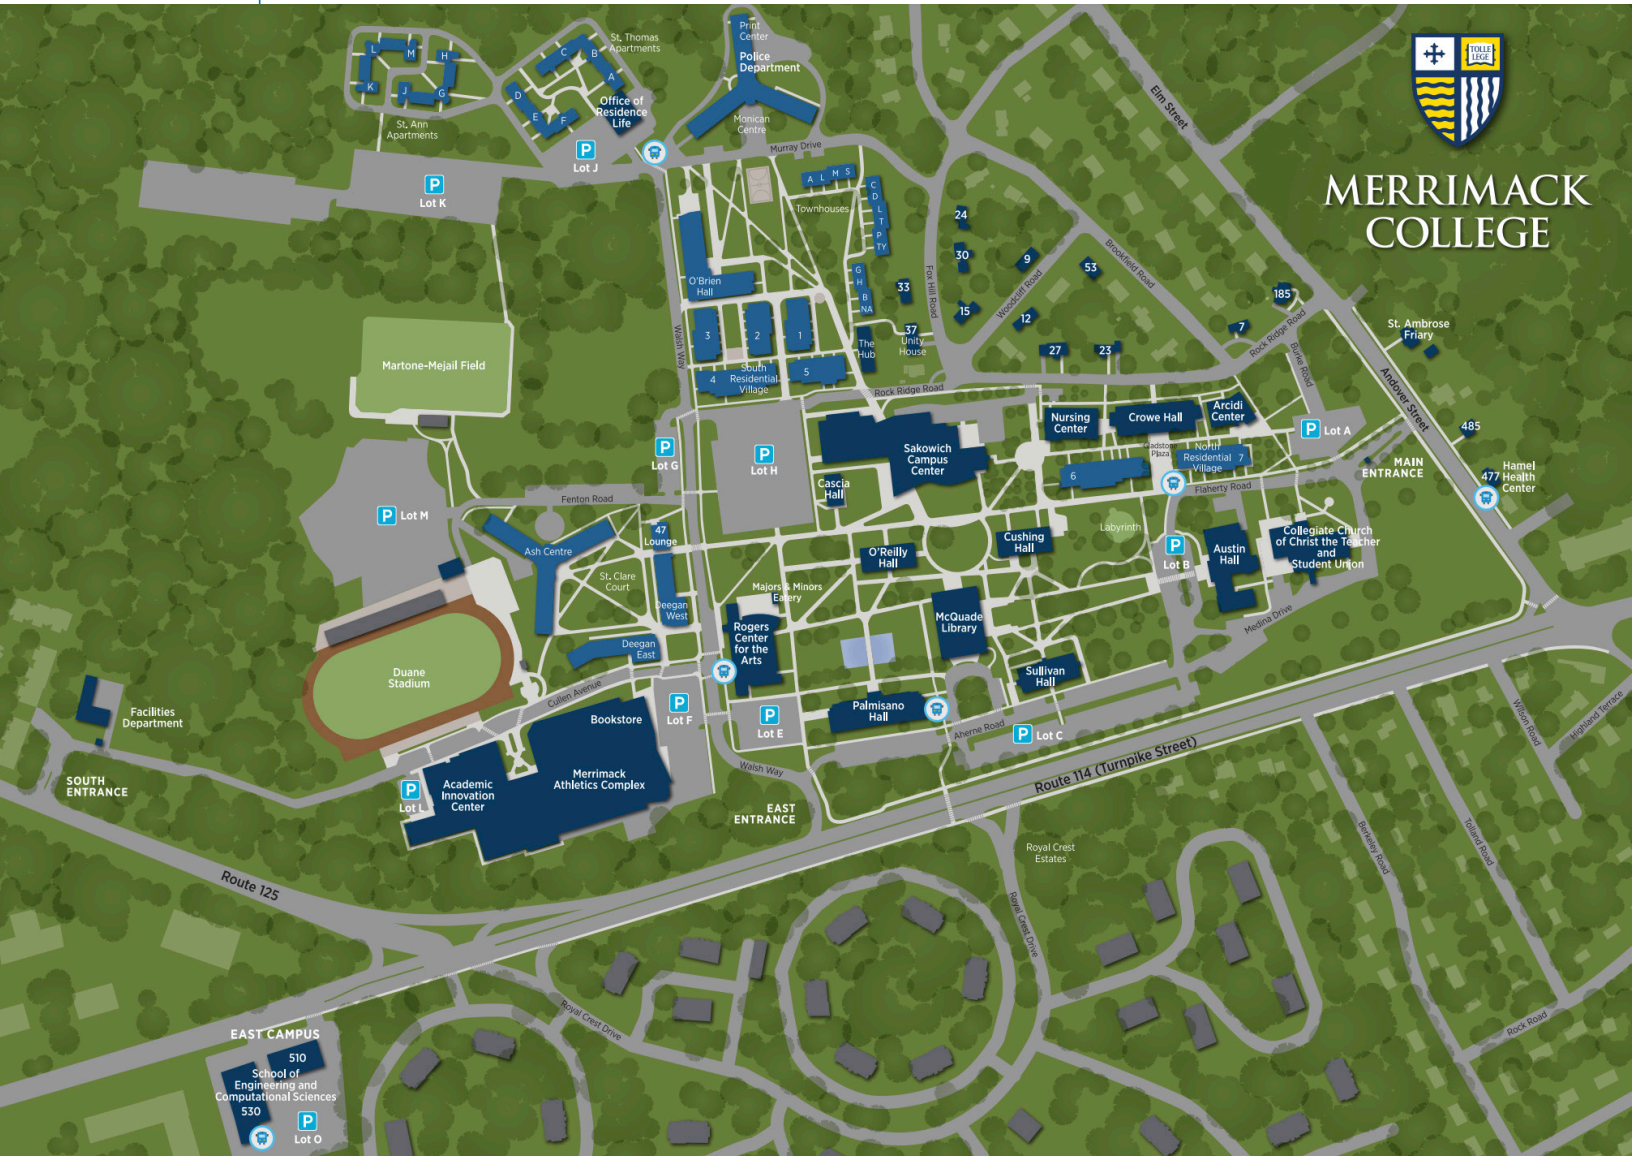 TOLLE
LEGE
MERRIMACK
COLLEGE
Print
Center
Police
Department
Monican
Centre
St. Thomas
Apartments
C
B
A
D
E
F
Office of
Residence
Life
L
M
H
K
J
G
St. Ann
Apartments
P
Lot J
P
Lot K
Murray Drive
Elm Street
A L M S
Townhouses
C
D
L
T
P
TY
G
H
B
NA
24
30
9
53
33
15
12
185
7
37
Unity
House
27
23
Fox Hill Road
Woodcliff Road
Brookfield Road
Rock Ridge Road
Burke Road
St. Ambrose
Friary
Andover Street
O'Brien
Hall
3
2
1
4
South
Residential
Village
5
The
Hub
Walsh Way
Rock Ridge Road
Martone-Mejail Field
P
Lot G
P
Lot H
Sakowich
Campus
Center
Cascia
Hall
Nursing
Center
Crowe Hall
Arcidi
Center
Gladstone
Plaza
North
Residential
Village
7
6
Flaherty Road
P
Lot A
MAIN
ENTRANCE
485
477
Hamel
Health
Center
P
Lot M
Fenton Road
Ash Centre
47
Lounge
St. Clare
Court
Deegan
West
Deegan
East
Majors & Minors
Eatery
Rogers
Center
for the
Arts
O'Reilly
Hall
Cushing
Hall
Labyrinth
P
Lot B
Austin
Hall
Collegiate Church
of Christ the Teacher
and
Student Union
McQuade
Library
Sullivan
Hall
Medina Drive
Duane
Stadium
Cullen Avenue
Bookstore
P
Lot F
P
Lot E
Palmisano
Hall
Aherne Road
P
Lot C
Facilities
Department
SOUTH
ENTRANCE
P
Lot L
Academic
Innovation
Center
Merrimack
Athletics Complex
Walsh Way
EAST
ENTRANCE
Route 114 (Turnpike Street)
Wilson Road
Highland Terrace
Berkeley Road
Tolland Road
Royal Crest
Estates
Royal Crest Drive
Route 125
Royal Crest Drive
Rock Road
EAST CAMPUS
510
School of
Engineering and
Computational Sciences
530
P
Lot O